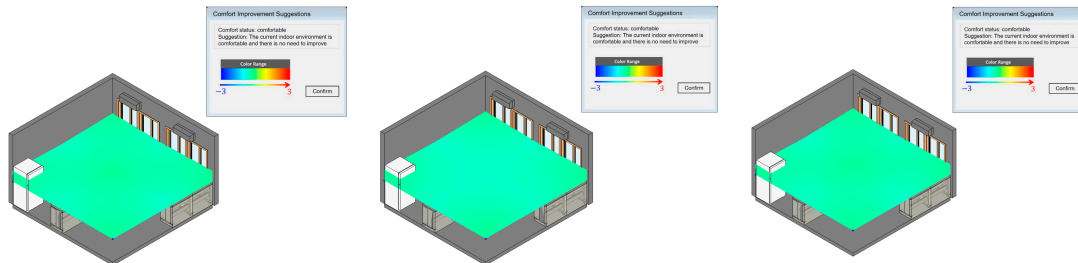 Comfort Improvement Suggestions
Comfort status: comfortable
Suggestion: The current indoor environment is
comfortable and there is no need to improve
Color Range
−3
3
Confirm
Comfort Improvement Suggestions
Comfort status: comfortable
Suggestion: The current indoor environment is
comfortable and there is no need to improve
Color Range
−3
3
Confirm
Comfort Improvement Suggestions
Comfort status: comfortable
Suggestion: The current indoor environment is
comfortable and there is no need to improve
Color Range
−3
3
Confirm